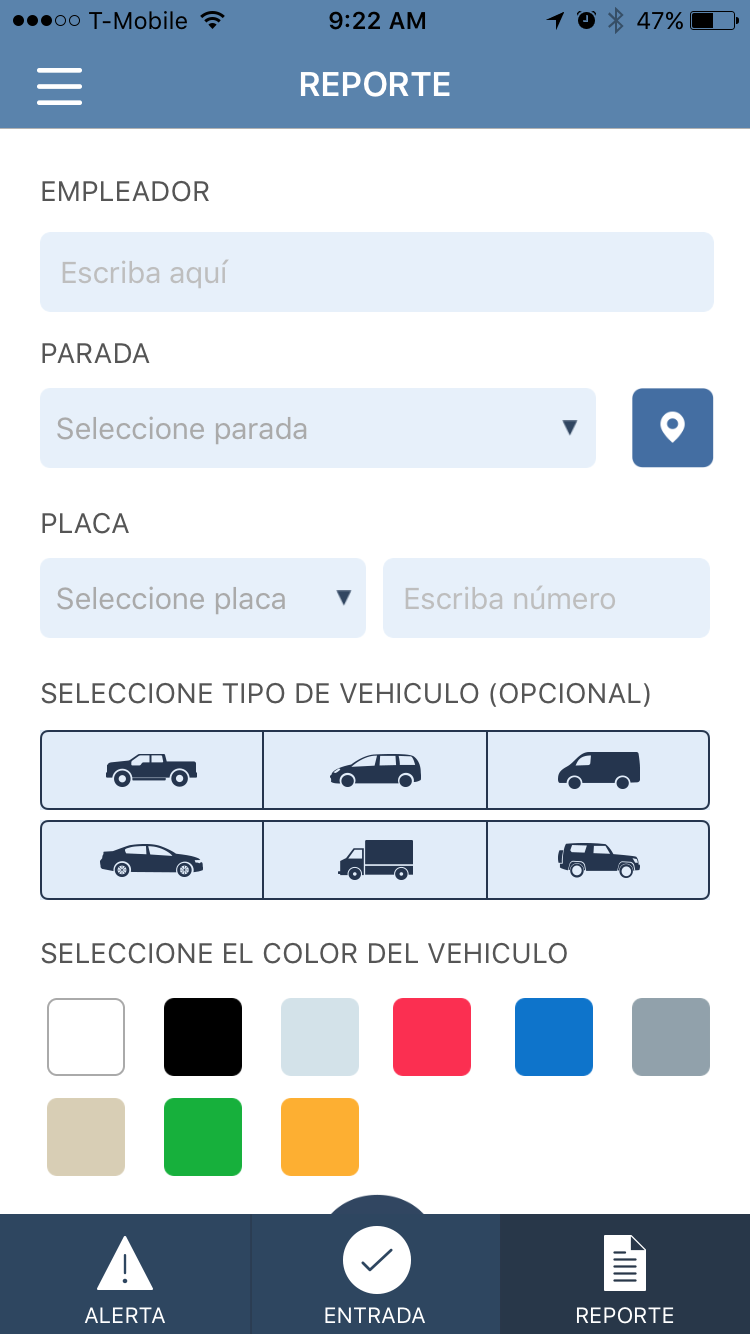 T-Mobile 9:22 AM 47%
REPORTE
EMPLEADOR
Escriba aquí
PARADA
Seleccione parada
PLACA
Seleccione placa Escriba número
SELECCIONE TIPO DE VEHICULO (OPCIONAL)
SELECCIONE EL COLOR DEL VEHICULO
ALERTA ENTRADA REPORTE